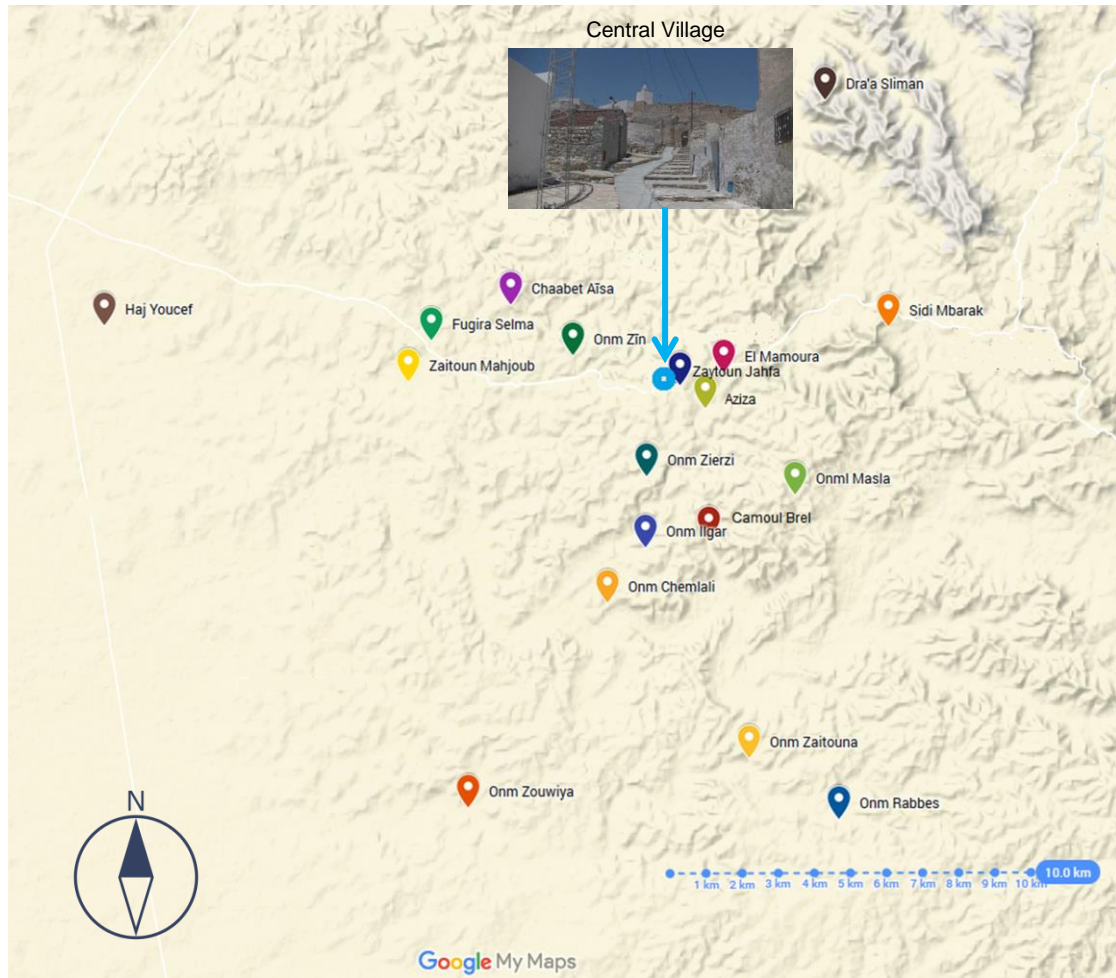 Central Village
Dra'a Sliman
Chaabet Aïsa
Haj Youcef
Sidi Mbarak
Fugira Selma
Onm Zīn
El Mamoura
Zaitoun Mahjoub
Zaytoun Jahfa
Aziza
Onm Zierzi
Onml Masla
Camoul Brel
Onm Ilgar
Onm Chemlali
Onm Zaitouna
Onm Zouwiya
Onm Rabbes
N
1 km 2 km 3 km 4 km 5 km 6 km 7 km 8 km 9 km 10 km 10.0 km
Google My Maps